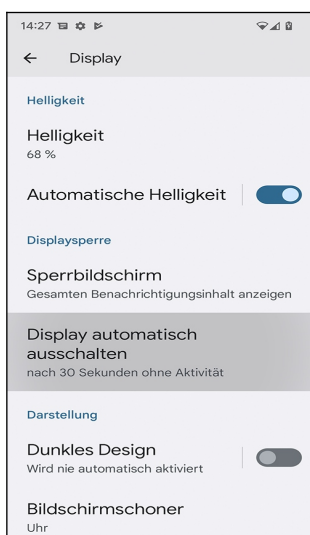 14:27
Display
Helligkeit
Helligkeit
68 %
Automatische Helligkeit
Displaysperre
Sperrbildschirm
Gesamten Benachrichtigungsinhalt anzeigen
Display automatisch
ausschalten
nach 30 Sekunden ohne Aktivität
Darstellung
Dunkles Design
Wird nie automatisch aktiviert
Bildschirmschoner
Uhr